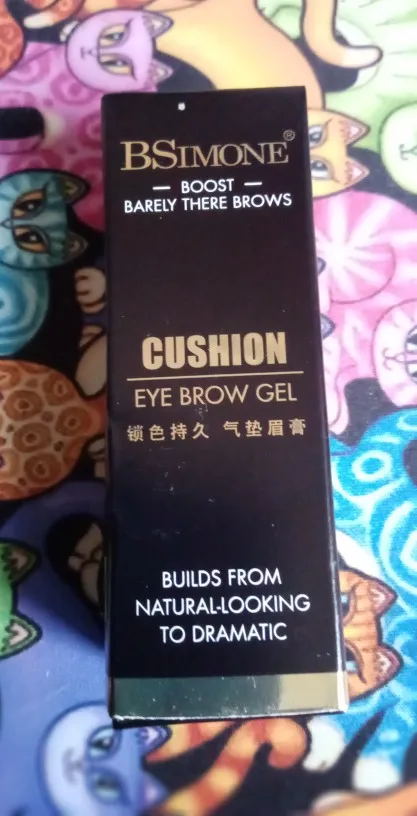 BSIMONE®
— BOOST —
BARELY THERE BROWS
CUSHION
EYE BROW GEL
锁色持久 气垫眉膏
BUILDS FROM
NATURAL-LOOKING
TO DRAMATIC